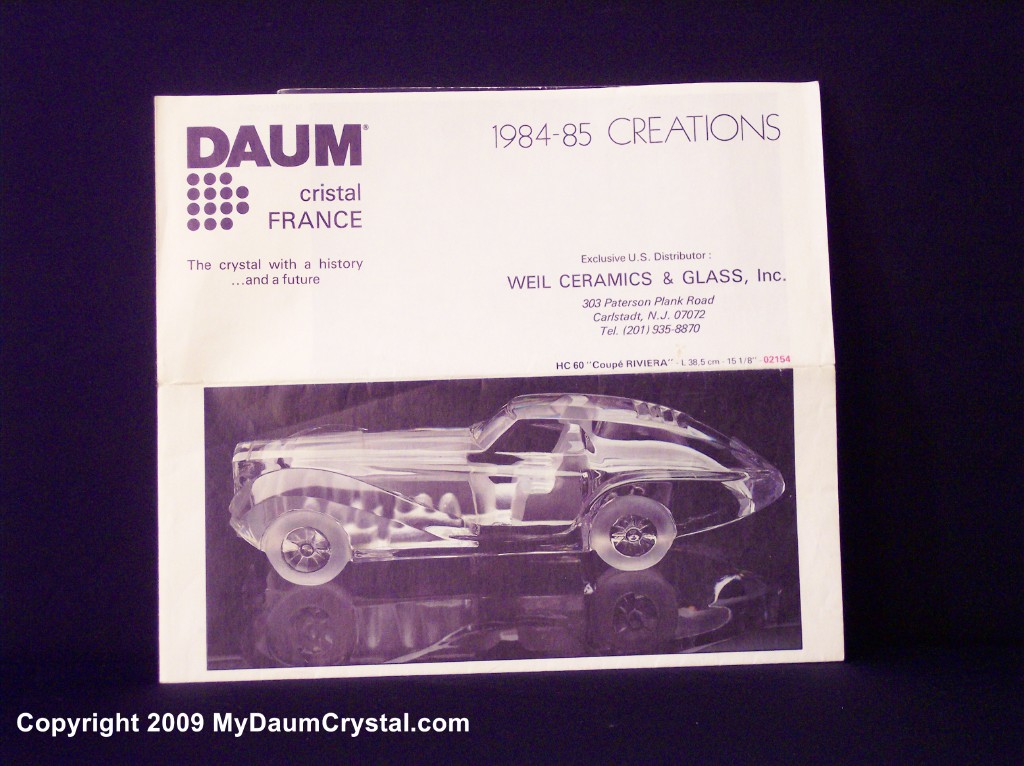 DAUM®
cristal
FRANCE
The crystal with a history
...and a future
1984-85 CREATIONS
Exclusive U.S. Distributor :
WEIL CERAMICS & GLASS, Inc.
303 Paterson Plank Road
Carlstadt, N.J. 07072
Tel. (201) 935-8870
HC 60 "Coupé RIVIERA" - L 38.5 cm - 15 1/8" - 02154
Copyright 2009 MyDaumCrystal.com